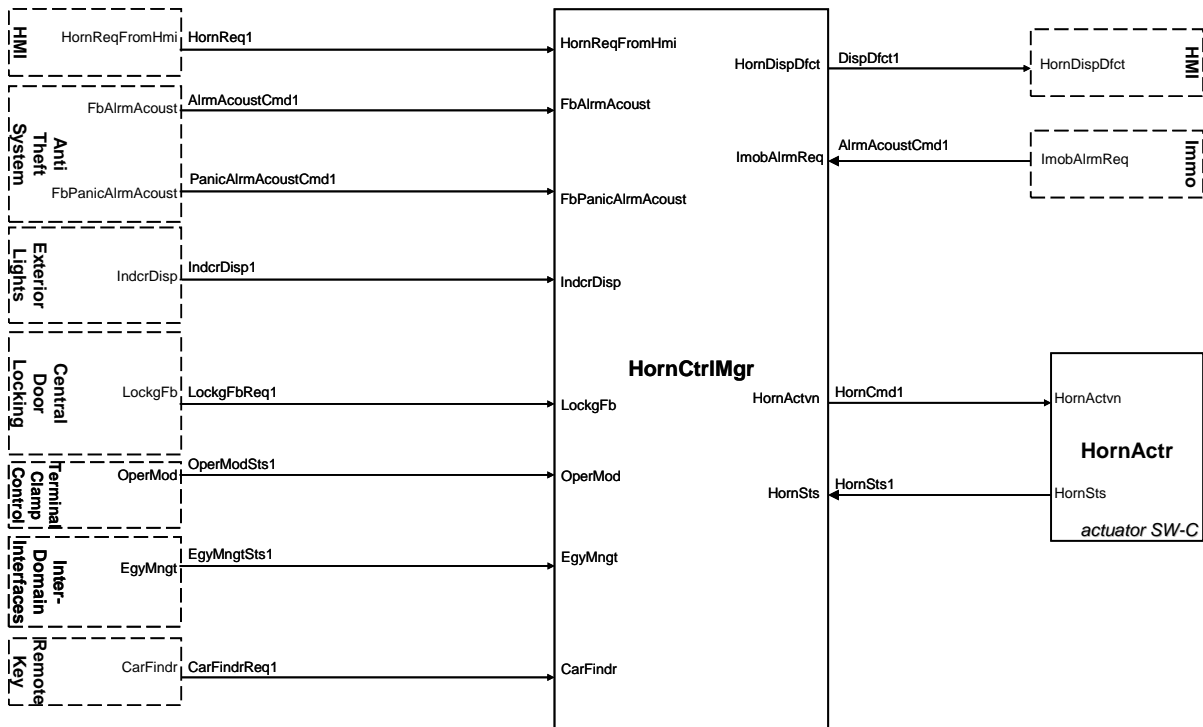 HMI
HornReqFromHmi
HornReq1
HornReqFromHmi
Anti
Theft
System
FbAlrmAcoust
AlrmAcoustCmd1
FbAlrmAcoust
FbPanicAlrmAcoust
PanicAlrmAcoustCmd1
FbPanicAlrmAcoust
Exterior
Lights
IndcrDisp
IndcrDisp1
IndcrDisp
Central
Door
Locking
LockgFb
LockgFbReq1
LockgFb
Terminal
Clamp
Control
OperMod
OperModSts1
OperMod
Inter-
Domain
Interfaces
EgyMngt
EgyMngtSts1
EgyMngt
Remote
Key
CarFindr
CarFindrReq1
CarFindr
HornCtrlMgr
HornDispDfct
DispDfct1
HornDispDfct
HMI
ImobAlrmReq
AlrmAcoustCmd1
ImobAlrmReq
Immo
HornActvn
HornCmd1
HornActvn
HornActr
HornSts
HornSts1
HornSts
actuator SW-C